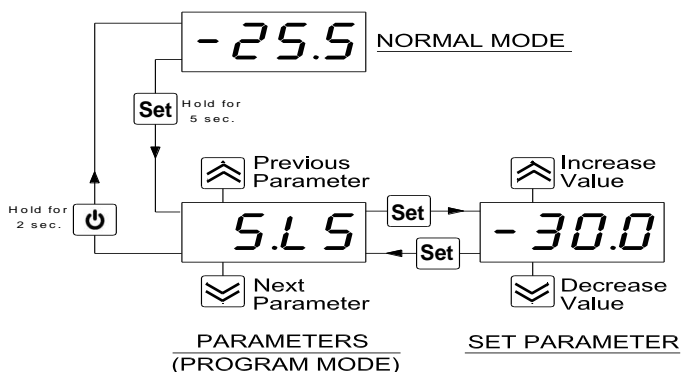 -25.5 NORMAL MODE
Set Hold for
5 sec.
Previous
Parameter
Increase
Value
Hold for
2 sec.
S.LS
Set
-30.0
Set
Next
Parameter
Decrease
Value
PARAMETERS
(PROGRAM MODE)
SET PARAMETER